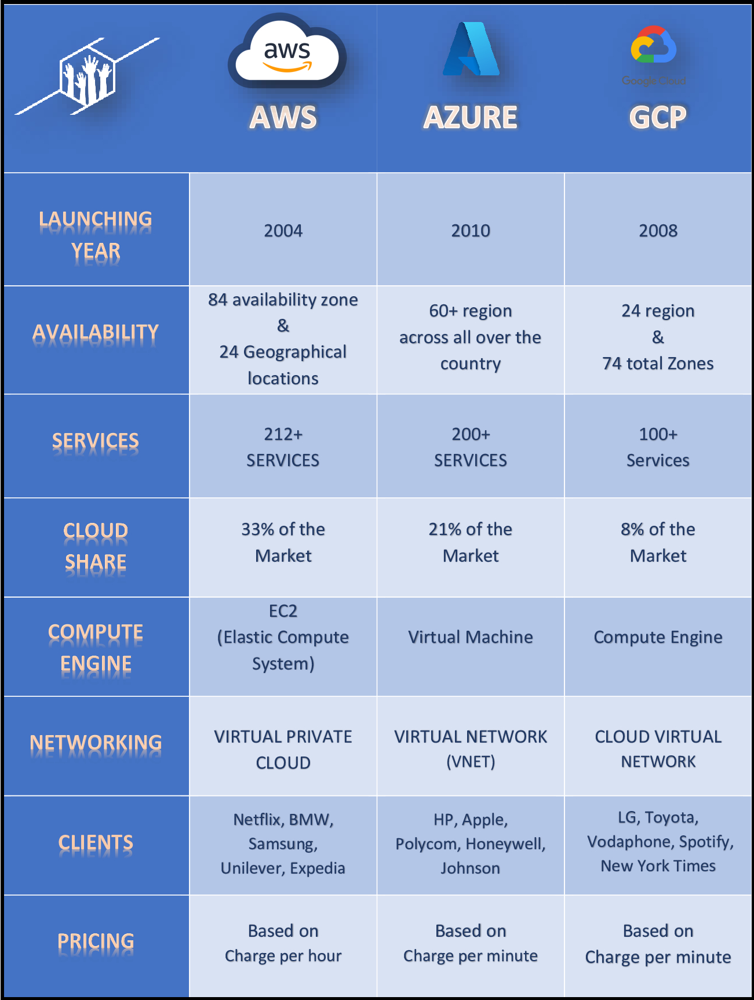 aws
Google Cloud
AWS
AZURE
GCP
LAUNCHING
YEAR
2004
2010
2008
AVAILABILITY
84 availability zone
&
24 Geographical
locations
60+ region
across all over the
country
24 region
&
74 total Zones
SERVICES
212+
SERVICES
200+
SERVICES
100+
Services
CLOUD
SHARE
33% of the
Market
21% of the
Market
8% of the
Market
COMPUTE
ENGINE
EC2
(Elastic Compute
System)
Virtual Machine
Compute Engine
NETWORKING
VIRTUAL PRIVATE
CLOUD
VIRTUAL NETWORK
(VNET)
CLOUD VIRTUAL
NETWORK
CLIENTS
Netflix, BMW,
Samsung,
Unilever, Expedia
HP, Apple,
Polycom, Honeywell,
Johnson
LG, Toyota,
Vodaphone, Spotify,
New York Times
PRICING
Based on
Charge per hour
Based on
Charge per minute
Based on
Charge per minute